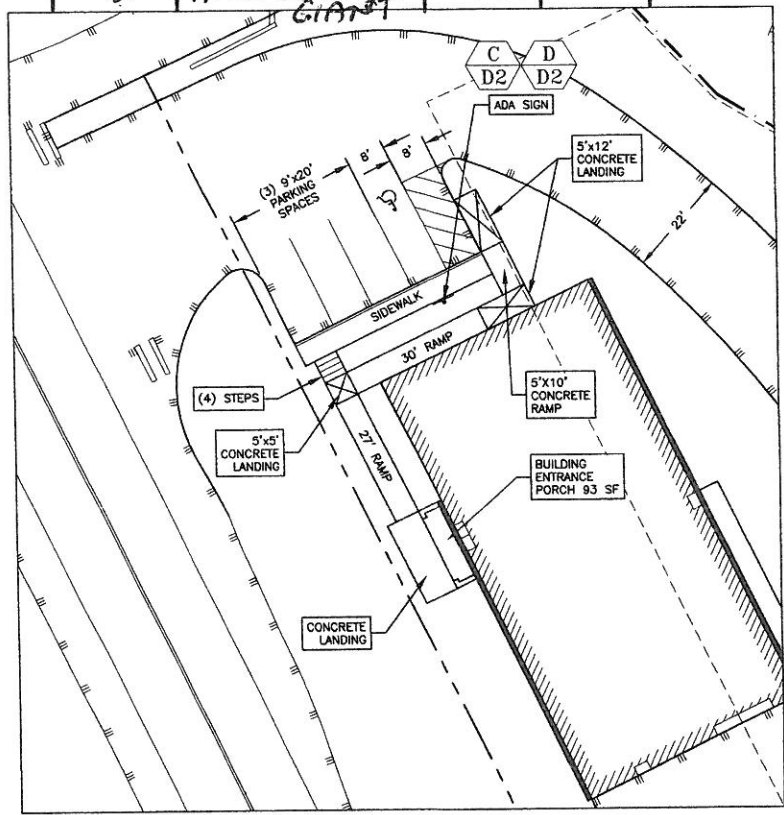 GIANT
C D
D2 D2
ADA SIGN
8'
8'
(3) 9'x20'
PARKING
SPACES
5'x12'
CONCRETE
LANDING
22'
SIDEWALK
30' RAMP
(4) STEPS
5'x5'
CONCRETE
LANDING
27' RAMP
5'X10'
CONCRETE
RAMP
BUILDING
ENTRANCE
PORCH 93 SF
CONCRETE
LANDING